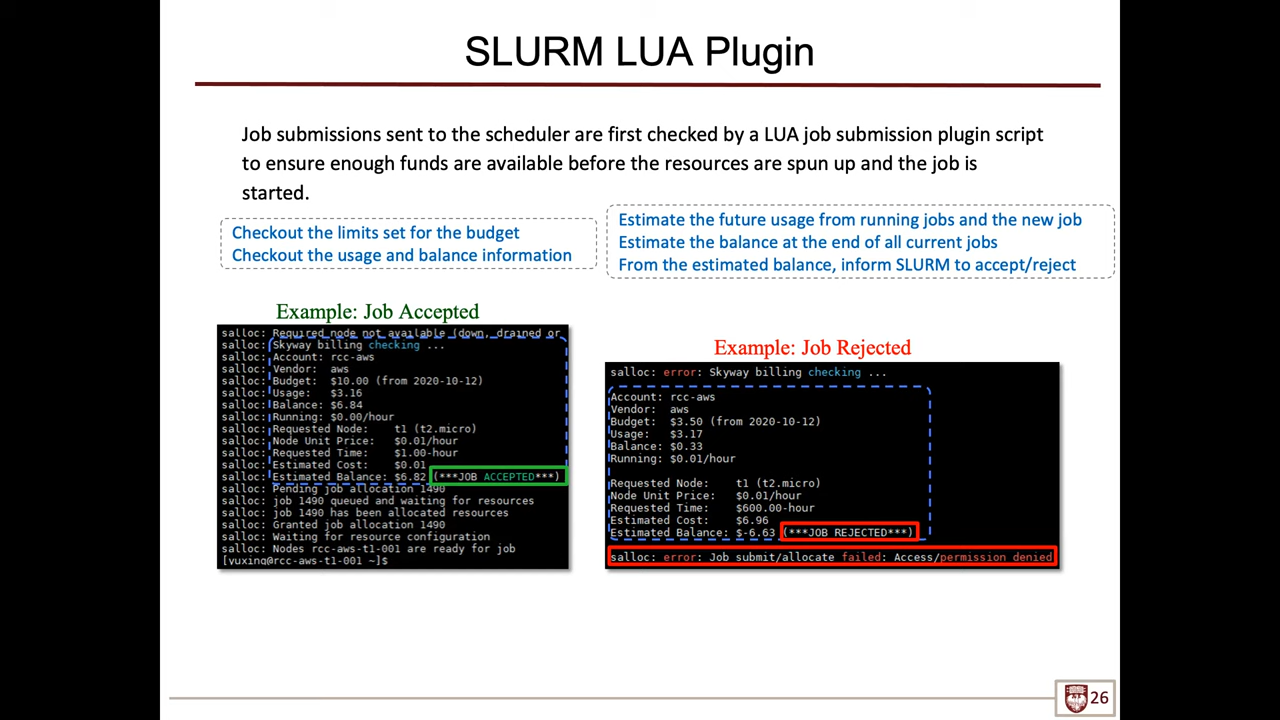 SLURM LUA Plugin
Job submissions sent to the scheduler are first checked by a LUA job submission plugin script
to ensure enough funds are available before the resources are spun up and the job is
started.
Checkout the limits set for the budget
Checkout the usage and balance information
Estimate the future usage from running jobs and the new job
Estimate the balance at the end of all current jobs
From the estimated balance, inform SLURM to accept/reject
Example: Job Accepted
salloc: Required node not available (down, drained or
salloc: Skyway billing checking ...
salloc: Account: rcc-aws
salloc: Vendor: aws
salloc: Budget: $10.00 (from 2020-10-12)
salloc: Usage: $3.16
salloc: Balance: $6.84
salloc: Running: $0.00/hour
salloc: Requested Node: t1 (t2.micro)
salloc: Node Unit Price: $0.01/hour
salloc: Requested Time: $1.00-hour
salloc: Estimated Cost: $0.01
salloc: Estimated Balance: $6.82 (***JOB ACCEPTED***)
salloc: Pending job allocation 1490
salloc: job 1490 queued and waiting for resources
salloc: job 1490 has been allocated resources
salloc: Granted job allocation 1490
salloc: Waiting for resource configuration
salloc: Nodes rcc-aws-t1-001 are ready for job
[yuxing@rcc-aws-t1-001 ~]$
Example: Job Rejected
salloc: error: Skyway billing checking ...
Account: rcc-aws
Vendor: aws
Budget: $3.50 (from 2020-10-12)
Usage: $3.17
Balance: $0.33
Running: $0.01/hour
Requested Node: t1 (t2.micro)
Node Unit Price: $0.01/hour
Requested Time: $600.00-hour
Estimated Cost: $6.96
Estimated Balance: $-6.63 (***JOB REJECTED***)
salloc: error: Job submit/allocate failed: Access/permission denied
26